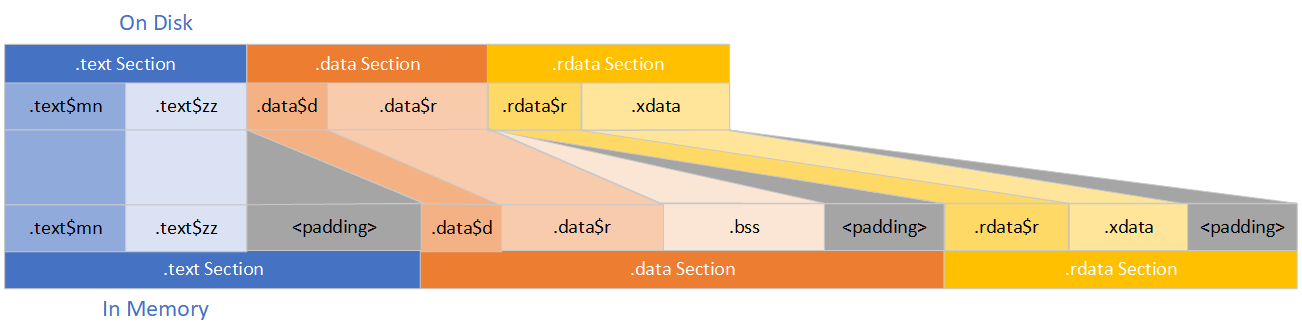 On Disk
.text Section .data Section .rdata Section
.text$mn .text$zz .data$d .data$r .rdata$r .xdata
.text$mn .text$zz <padding> .data$d .data$r .bss <padding> .rdata$r .xdata <padding>
.text Section .data Section .rdata Section
In Memory